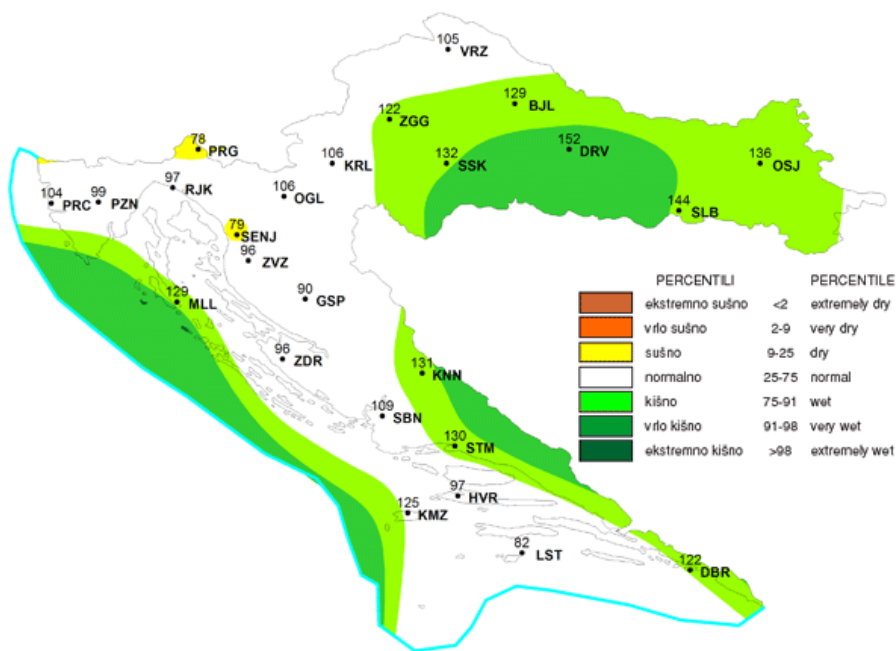 105
VRZ
129
BJL
122
ZGG
152
DRV
78
PRG
106
KRL
132
SSK
136
OSJ
97
RJK
106
OGL
104
PRC
99
PZN
144
SLB
79
SENJ
96
ZVZ
90
GSP
129
MLL
96
ZDR
131
KNN
109
SBN
130
STM
97
HVR
125
KMZ
82
LST
122
DBR
PERCENTILI PERCENTILE
ekstremno sušno <2 extremely dry
vrlo sušno 2-9 very dry
sušno 9-25 dry
normalno 25-75 normal
kišno 75-91 wet
vrlo kišno 91-98 very wet
ekstremno kišno >98 extremely wet